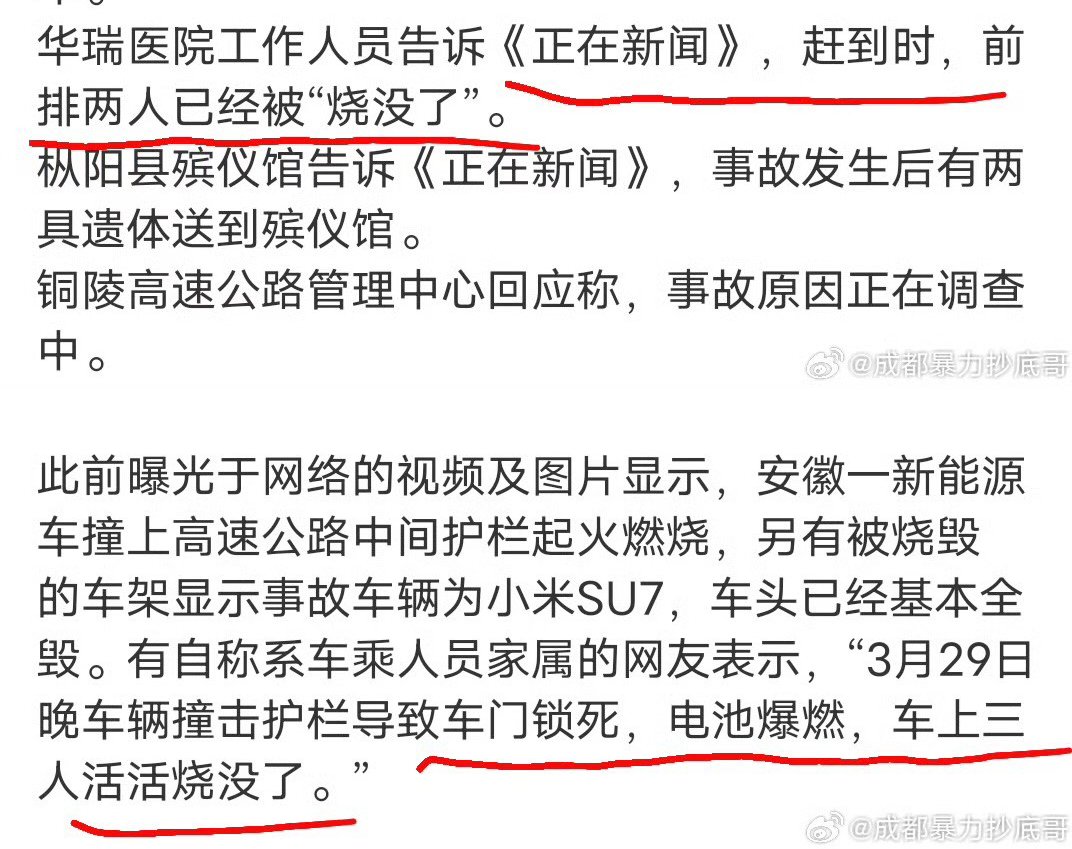 华瑞医院工作人员告诉《正在新闻》，赶到时，前
排两人已经被“烧没了”。
枞阳县殡仪馆告诉《正在新闻》，事故发生后有两
具遗体送到殡仪馆。
铜陵高速公路管理中心回应称，事故原因正在调查
中。
@成都暴力抄底哥
此前曝光于网络的视频及图片显示，安徽一新能源
车撞上高速公路中间护栏起火燃烧，另有被烧毁
的车架显示事故车辆为小米SU7，车头已经基本全
毁。有自称系车乘人员家属的网友表示，“3月29日
晚车辆撞击护栏导致车门锁死，电池爆燃，车上三
人活活烧没了。”
@成都暴力抄底哥